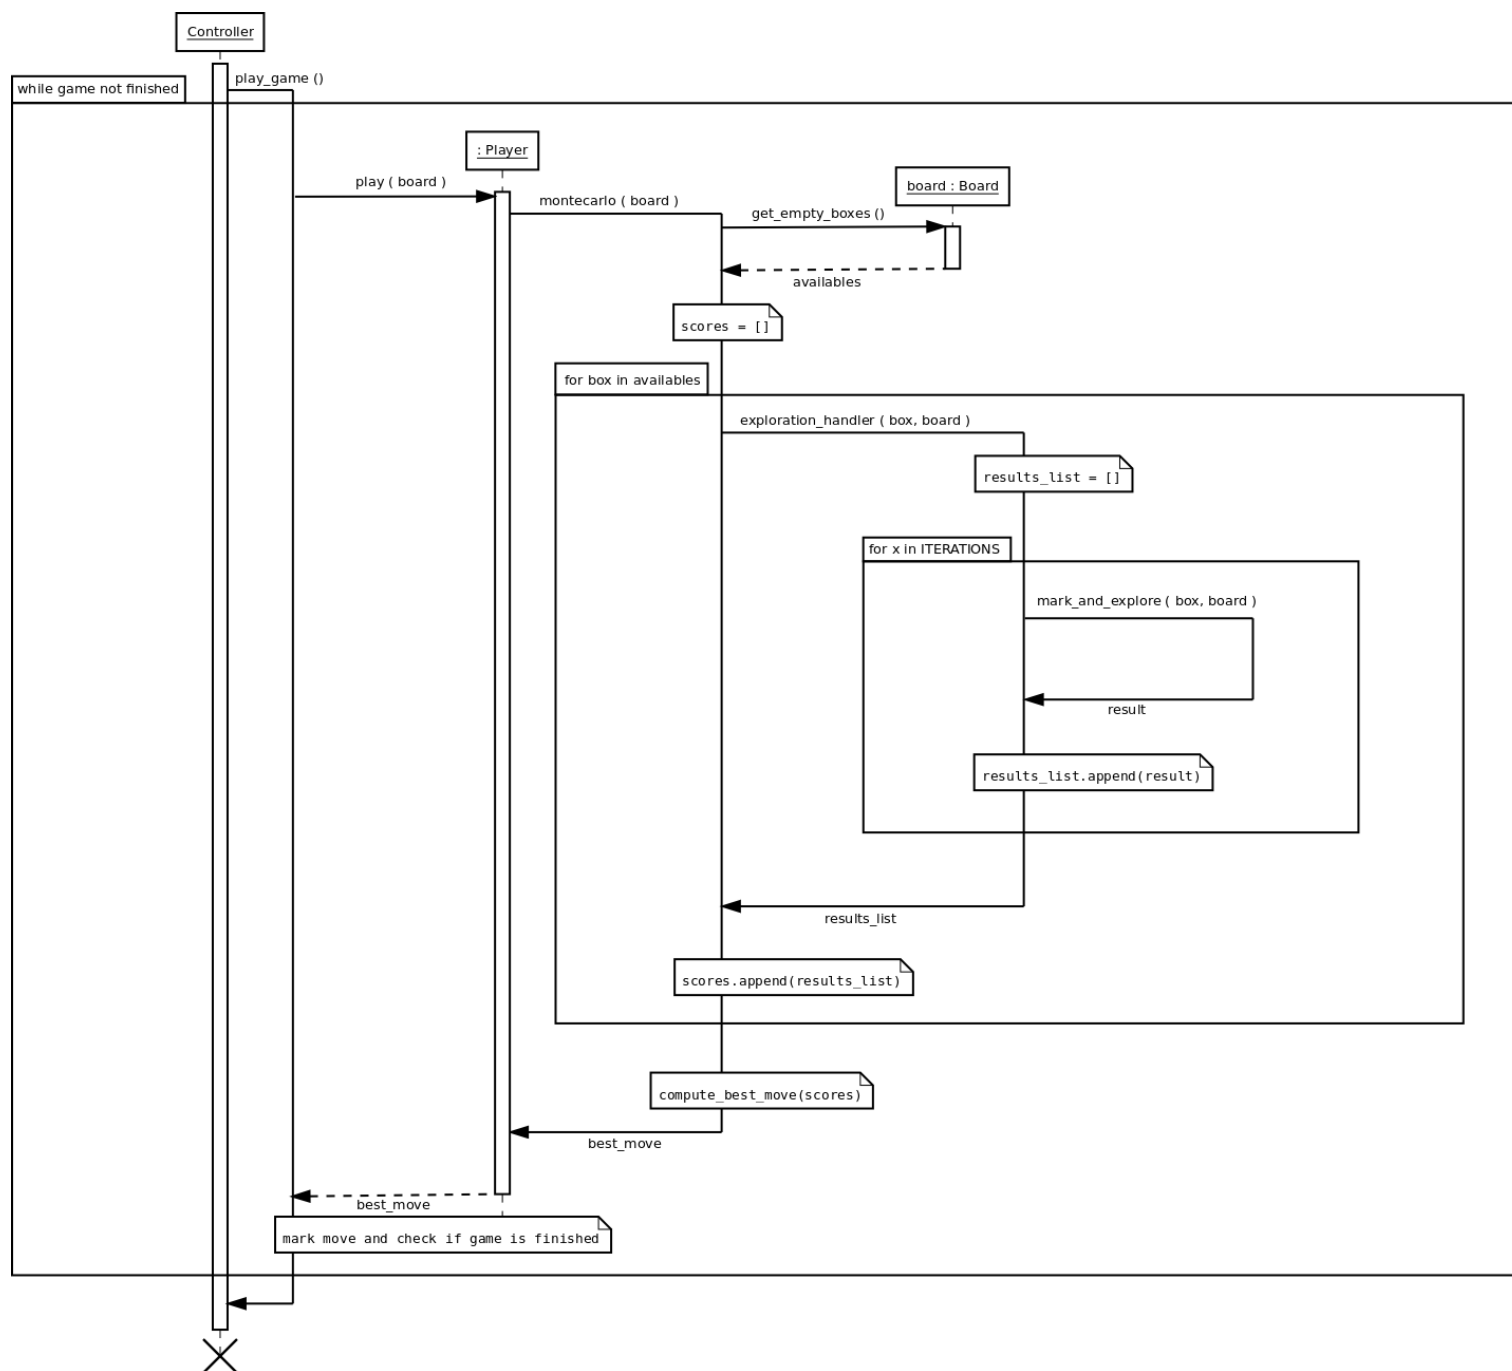 Controller
play_game ()
while game not finished
: Player
play ( board )
board : Board
montecarlo ( board )
get_empty_boxes ()
availables
scores = []
for box in availables
exploration_handler ( box, board )
results_list = []
for x in ITERATIONS
mark_and_explore ( box, board )
result
results_list.append(result)
results_list
scores.append(results_list)
compute_best_move(scores)
best_move
best_move
mark move and check if game is finished